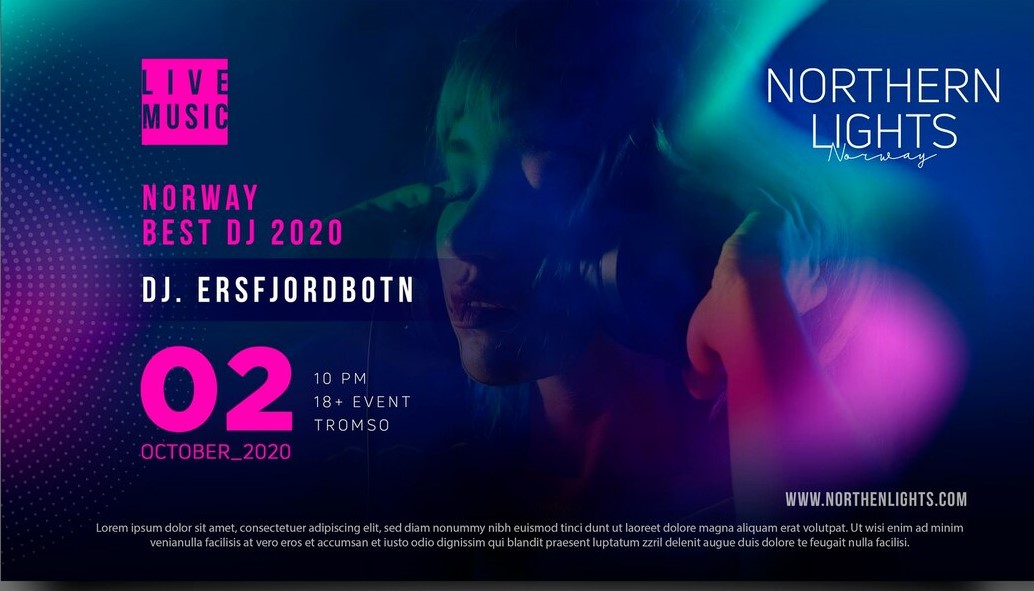 LIVE
MUSIC
NORTHERN
LIGHTS
Norway
NORWAY
BEST DJ 2020
DJ. ERSFJORDBOTN
02
OCTOBER_2020
10 PM
18+ EVENT
TROMSO
WWW.NORTHENLIGHTS.COM
Lorem ipsum dolor sit amet, consectetuer adipiscing elit, sed diam nonummy nibh euismod tinci dunt ut laoreet dolore magna aliquam erat volutpat. Ut wisi enim ad minim
venianulla facilisis at vero eros et accumsan et iusto odio dignissim qui blandit praesent luptatum zzril delenit augue duis dolore te feugait nulla facilisi.